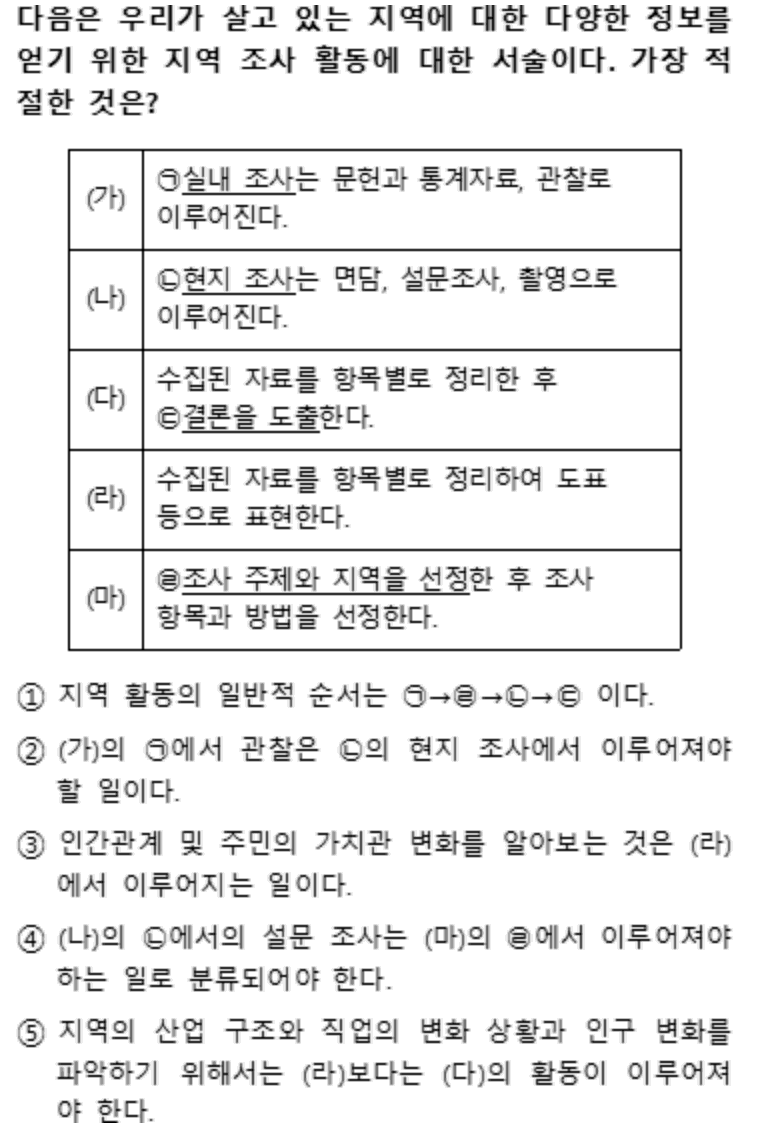 다음은 우리가 살고 있는 지역에 대한 다양한 정보를
얻기 위한 지역 조사 활동에 대한 서술이다. 가장 적
절한 것은?
(가) ㉠실내 조사는 문헌과 통계자료, 관찰로
이루어진다.
(나) ㉡현지 조사는 면담, 설문조사, 촬영으로
이루어진다.
(다) 수집된 자료를 항목별로 정리한 후
㉢결론을 도출한다.
(라) 수집된 자료를 항목별로 정리하여 도표
등으로 표현한다.
(마) ㉣조사 주제와 지역을 선정한 후 조사
항목과 방법을 선정한다.
① 지역 활동의 일반적 순서는 ㉠→㉣→㉡→㉢ 이다.
② (가)의 ㉠에서 관찰은 ㉡의 현지 조사에서 이루어져야
할 일이다.
③ 인간관계 및 주민의 가치관 변화를 알아보는 것은 (라)
에서 이루어지는 일이다.
④ (나)의 ㉡에서의 설문 조사는 (마)의 ㉣에서 이루어져야
하는 일로 분류되어야 한다.
⑤ 지역의 산업 구조와 직업의 변화 상황과 인구 변화를
파악하기 위해서는 (라)보다는 (다)의 활동이 이루어져
야 한다.